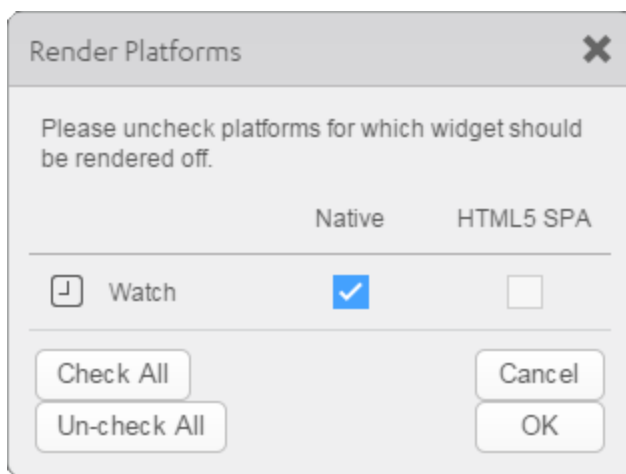 Render Platforms
Please uncheck platforms for which widget should
be rendered off.
Native HTML5 SPA
Watch
Check All Cancel
Un-check All OK